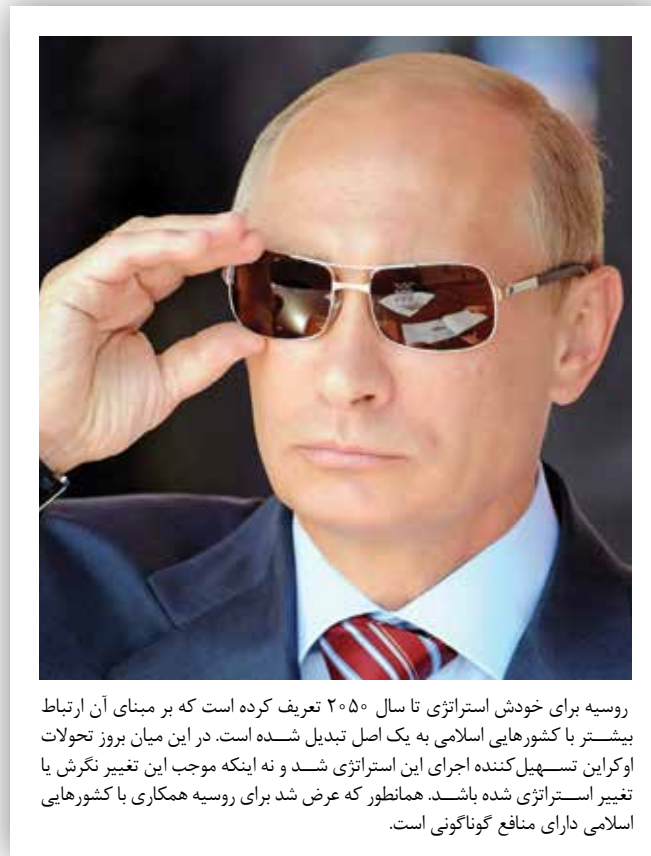 روسیه برای خودش استراتژی تا سال ۲۰۵۰ تعریف کرده است که بر مبنای آن ارتباط
بیشتر با کشورهایی اسلامی به یک اصل تبدیل شده است. در این میان بروز تحولات
اوکراین تسهیل‌کننده اجرای این استراتژی شد و نه اینکه موجب این تغییر نگرش یا
تغییر استراتژی شده باشد. همانطور که عرض شد برای روسیه همکاری با کشورهایی
اسلامی دارای منافع گوناگونی است.